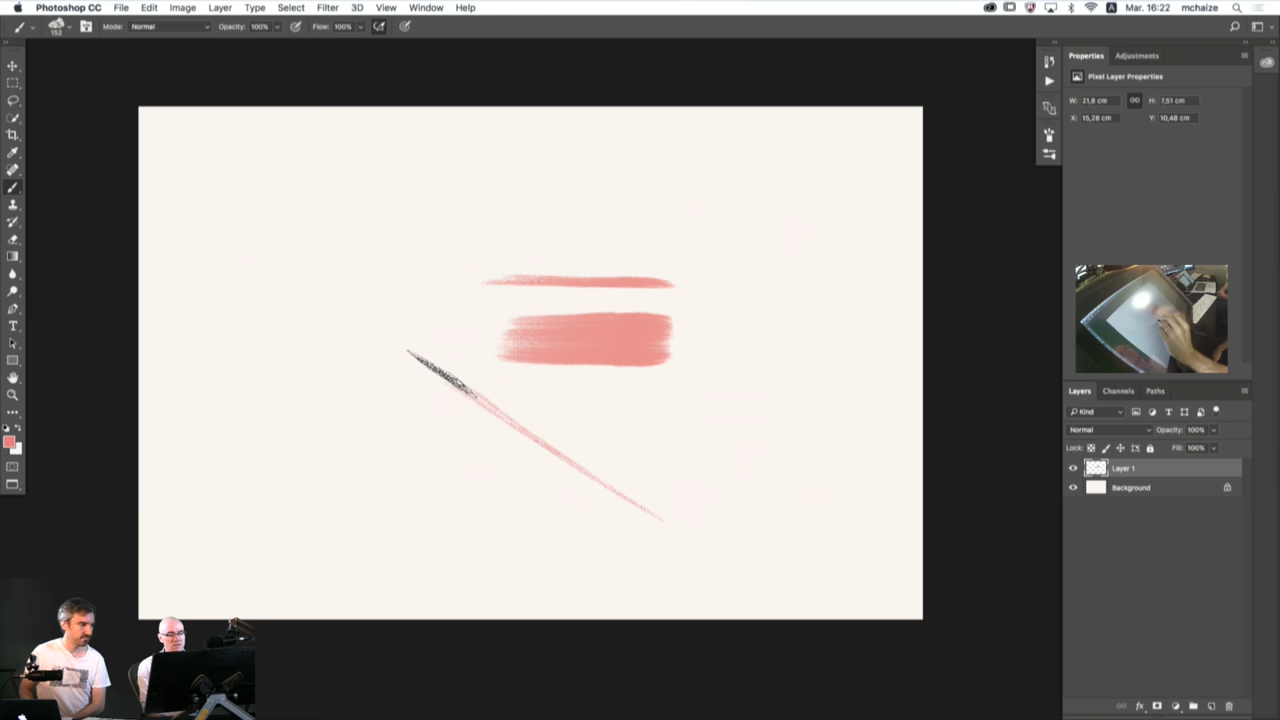 Photoshop CC File Edit Image Layer Type Select Filter 3D View Window Help Mar. 16:22 mchaize
152 Mode: Normal Opacity: 100% Flow: 100%
Properties Adjustments
Pixel Layer Properties
W: 21,8 cm H: 7,51 cm
X: 15,28 cm Y: 10,48 cm
Layers Channels Paths
Kind
Normal Opacity: 100%
Lock: Fill: 100%
Layer 1
Background